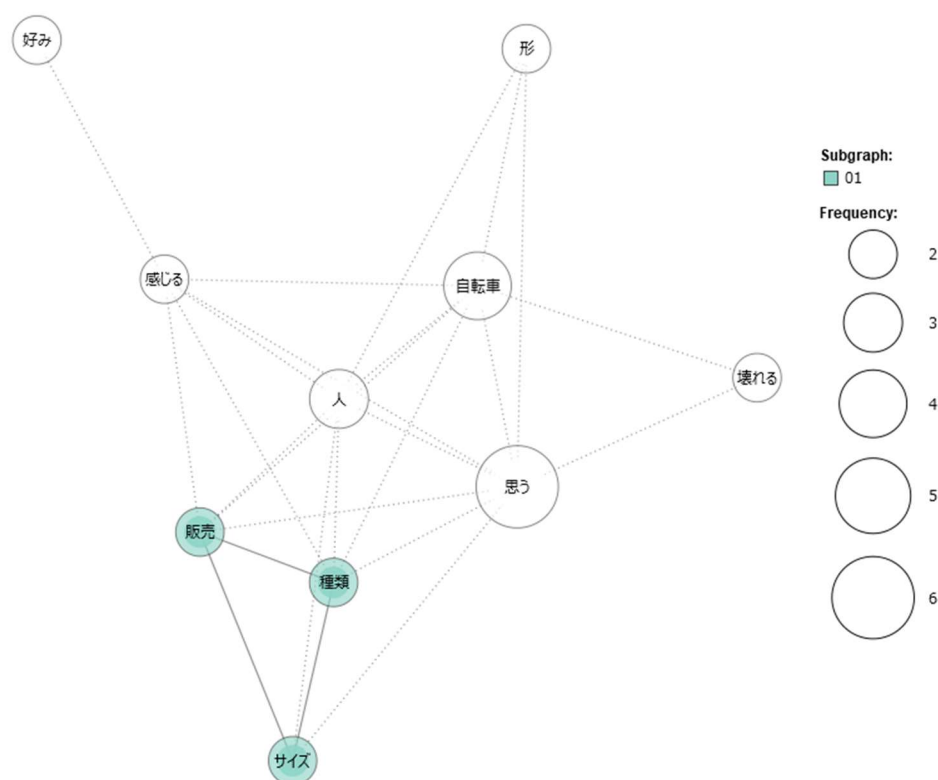 好み
形
Subgraph:
01
Frequency:
2
感じる
自転車
3
壊れる
人
4
思う
5
販売
種類
6
サイズ